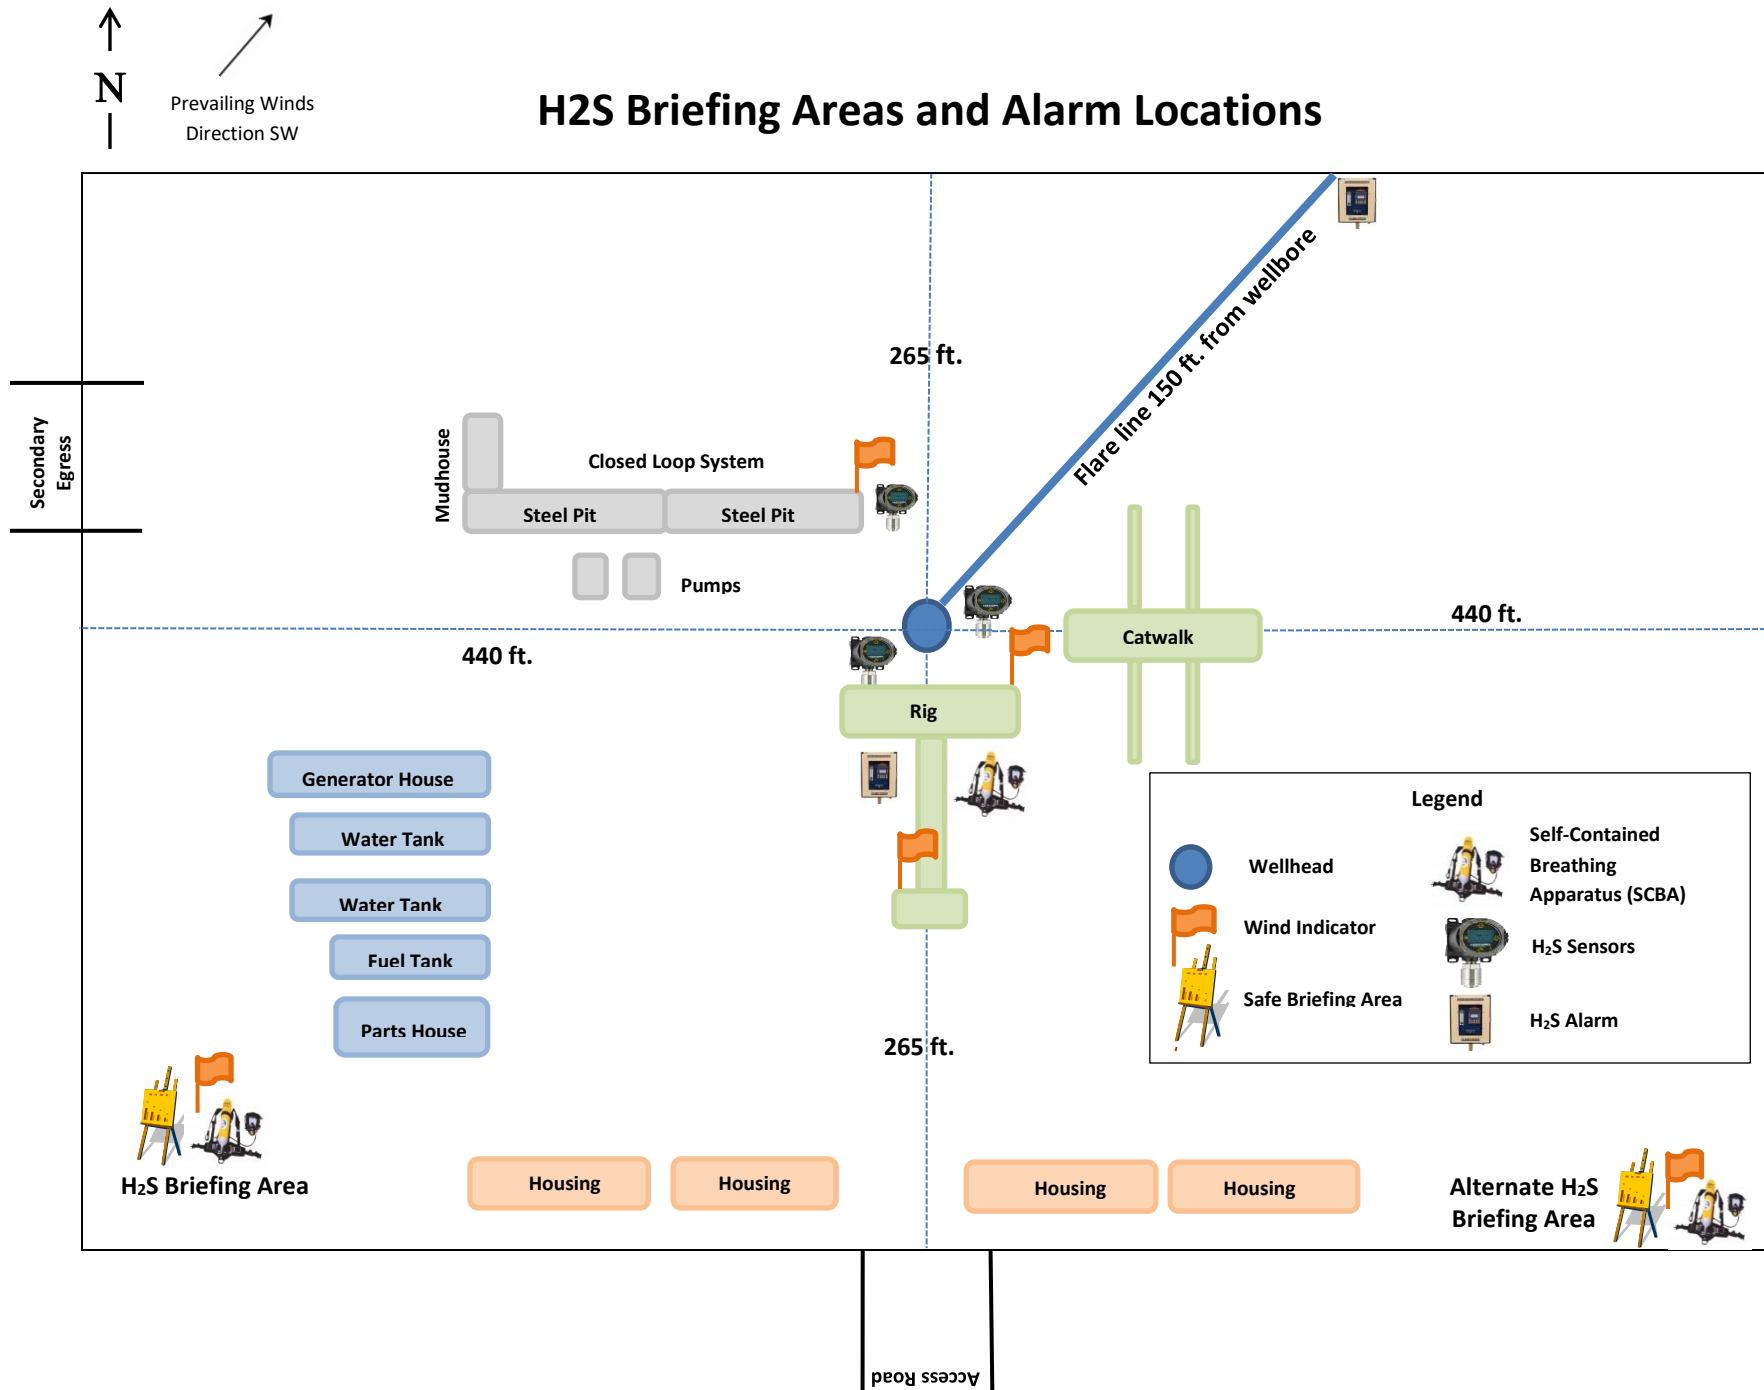 N
Prevailing Winds
Direction SW
H2S Briefing Areas and Alarm Locations
265 ft.
Flare line 150 ft. from wellbore
Secondary
Egress
Mudhouse
Closed Loop System
Steel Pit
Steel Pit
Pumps
440 ft.
440 ft.
Catwalk
Rig
Generator House
Water Tank
Water Tank
Fuel Tank
Parts House
Legend
Wellhead
Wind Indicator
Safe Briefing Area
Self-Contained
Breathing
Apparatus (SCBA)
H2S Sensors
H2S Alarm
265 ft.
H2S Briefing Area
Housing
Housing
Housing
Housing
Alternate H2S
Briefing Area
Access Road